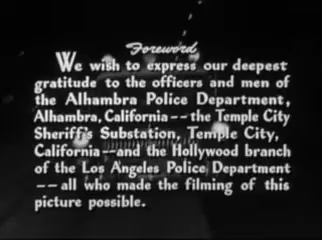 Foreword
We wish to express our deepest
gratitude to the officers and men of
the Alhambra Police Department,
Alhambra, California--the Temple City
Sheriff's Substation, Temple City,
California--and the Hollywood branch
of the Los Angeles Police Department
--all who made the filming of this
picture possible.